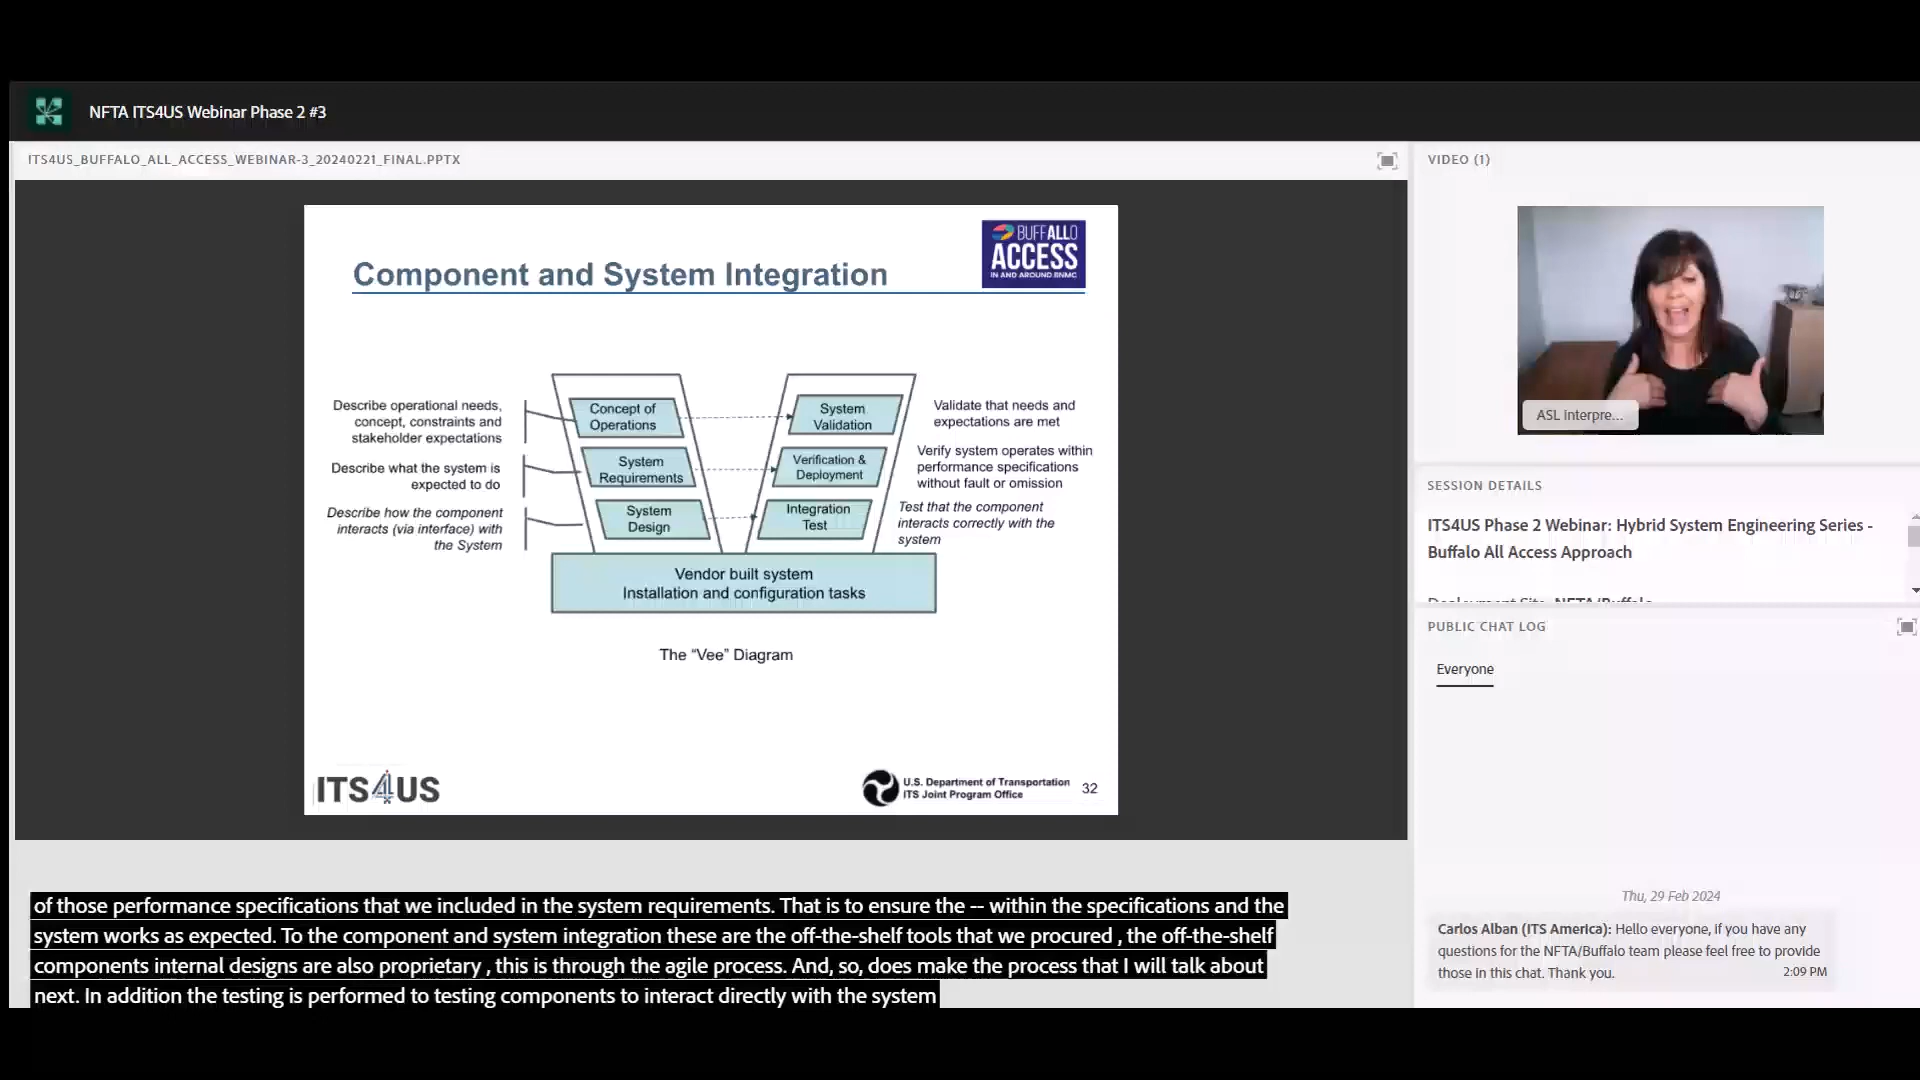 NFTA ITS4US Webinar Phase 2 #3
ITS4US_BUFFALO_ALL_ACCESS_WEBINAR-3_20240221_FINAL.PPTX
BUFFALLO
ACCESS
IN AND AROUND BNMC
Component and System Integration
Describe operational needs,
concept, constraints and
stakeholder expectations
Describe what the system is
expected to do
Describe how the component
interacts (via interface) with
the System
Concept of
Operations
System
Requirements
System
Design
System
Validation
Verification &
Deployment
Integration
Test
Validate that needs and
expectations are met
Verify system operates within
performance specifications
without fault or omission
Test that the component
interacts correctly with the
system
Vendor built system
Installation and configuration tasks
The “Vee” Diagram
ITS4US
U.S. Department of Transportation
ITS Joint Program Office
32
of those performance specifications that we included in the system requirements. That is to ensure the -- within the specifications and the
system works as expected. To the component and system integration these are the off-the-shelf tools that we procured , the off-the-shelf
components internal designs are also proprietary , this is through the agile process. And, so, does make the process that I will talk about
next. In addition the testing is performed to testing components to interact directly with the system
VIDEO (1)
ASL Interpre...
SESSION DETAILS
ITS4US Phase 2 Webinar: Hybrid System Engineering Series -
Buffalo All Access Approach
Deployment Site: NFTA/Buffalo
PUBLIC CHAT LOG
Everyone
Thu, 29 Feb 2024
Carlos Alban (ITS America): Hello everyone, if you have any
questions for the NFTA/Buffalo team please feel free to provide
those in this chat. Thank you.
2:09 PM